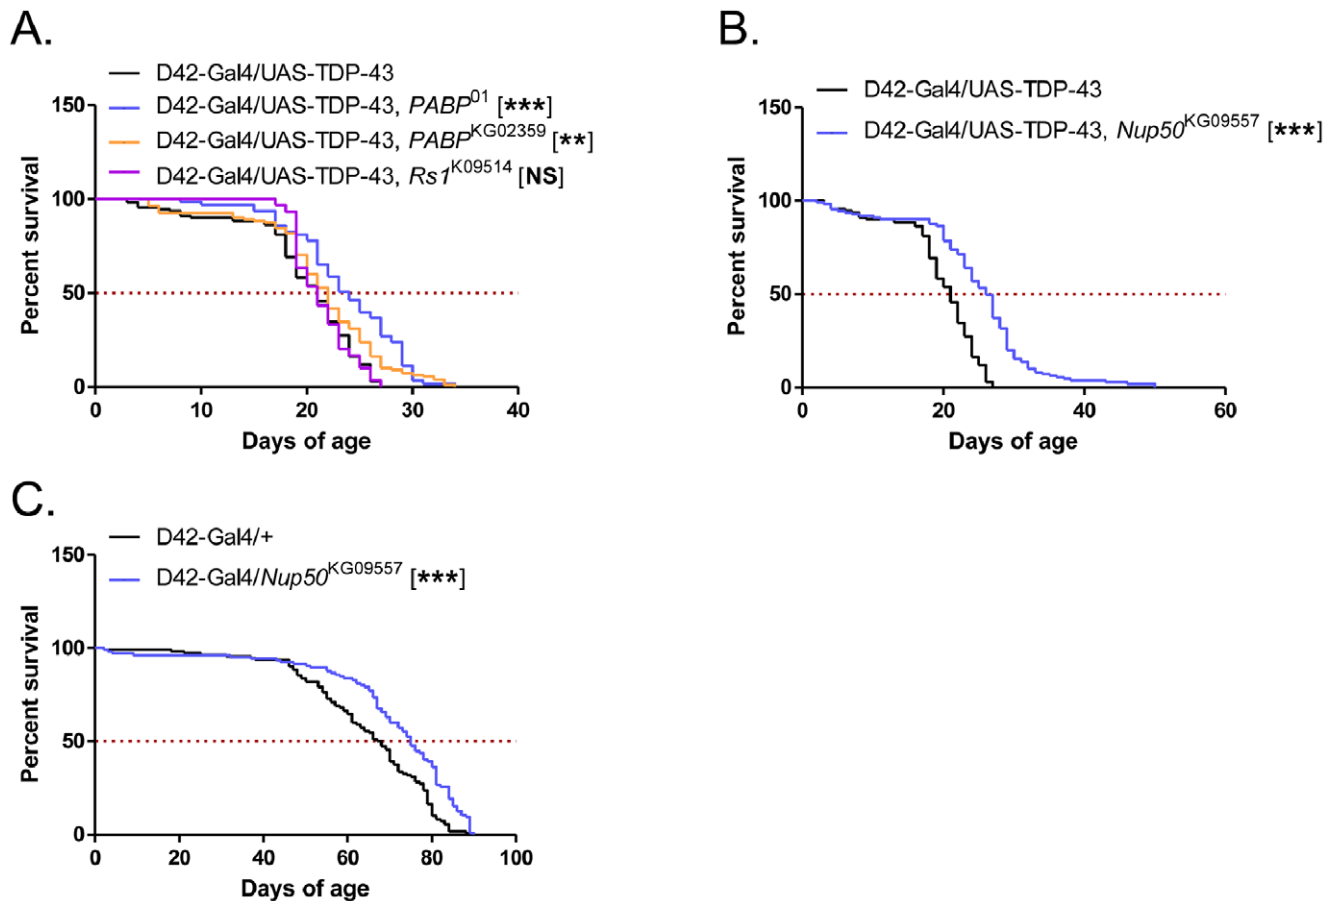 A.
D42-Gal4/UAS-TDP-43
D42-Gal4/UAS-TDP-43, PABP01 [***]
D42-Gal4/UAS-TDP-43, PABPKG02359 [**]
D42-Gal4/UAS-TDP-43, Rs1K09514 [NS]
150
100
50
0
Percent survival
0 10 20 30 40
Days of age
B.
D42-Gal4/UAS-TDP-43
D42-Gal4/UAS-TDP-43, Nup50KG09557 [***]
150
100
50
0
Percent survival
0 20 40 60
Days of age
C.
D42-Gal4/+
D42-Gal4/Nup50KG09557 [***]
150
100
50
0
Percent survival
0 20 40 60 80 100
Days of age